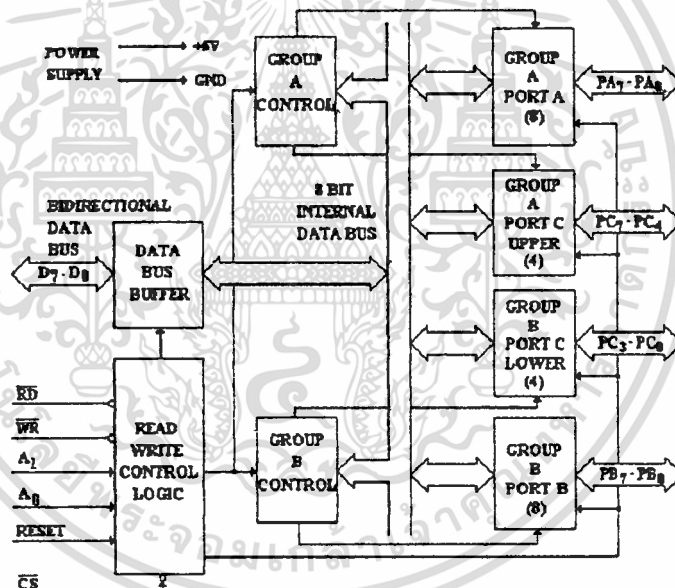 POWER
SUPPLY
+5V
GND
GROUP
A
CONTROL
GROUP
A
PORT A
(8)
PA7 - PA0
8 BIT
INTERNAL
DATA BUS
GROUP
A
PORT C
UPPER
(4)
PC7 - PC4
BIDIRECTIONAL
DATA
BUS
D7 - D0
DATA
BUS
BUFFER
GROUP
B
PORT C
LOWER
(4)
PC3 - PC0
RD
WR
A1
A0
RESET
CS
READ
WRITE
CONTROL
LOGIC
GROUP
B
CONTROL
GROUP
B
PORT B
(8)
PB7 - PB0